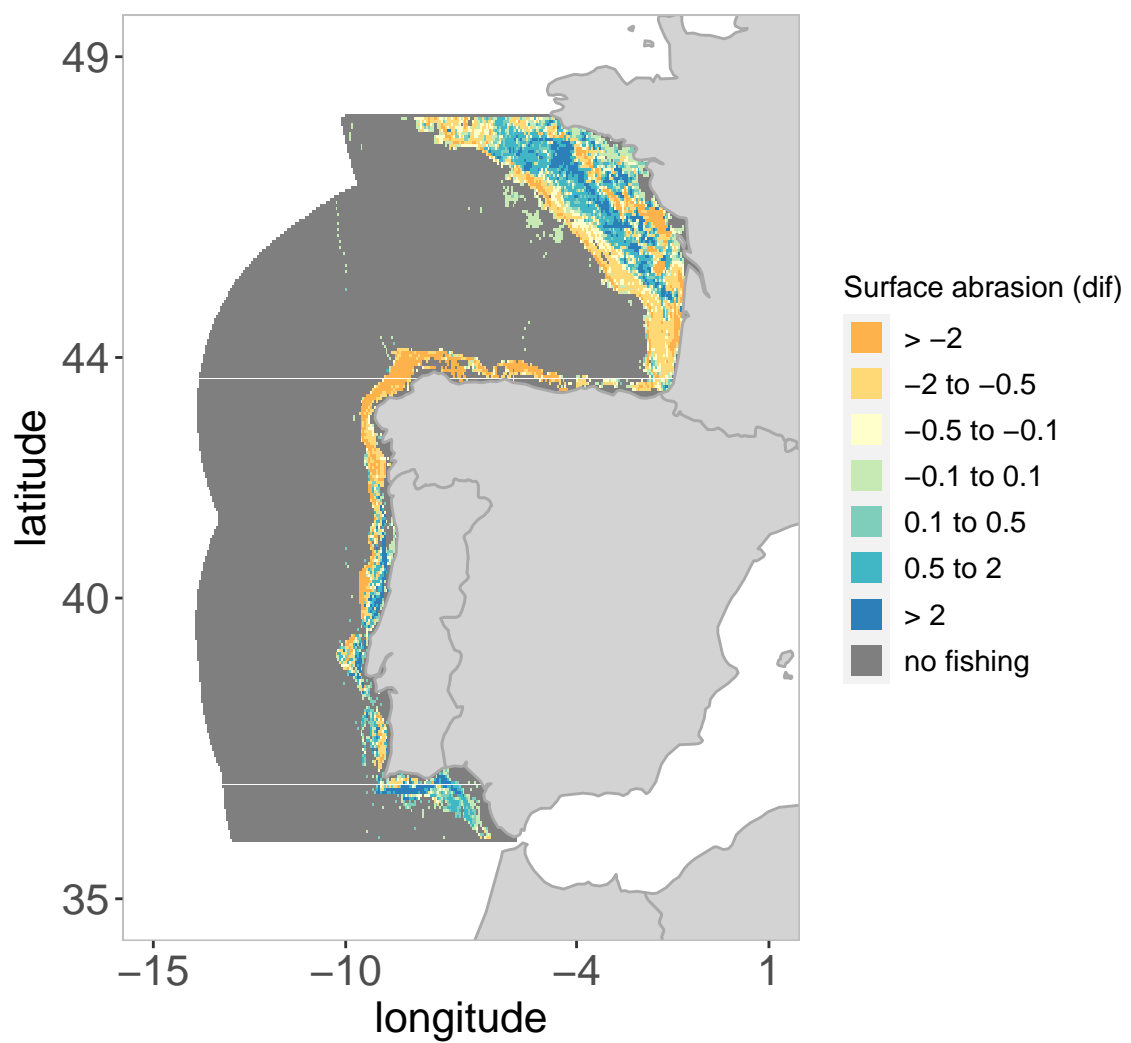 49
44
40
35
latitude
−15
−10
−4
1
longitude
Surface abrasion (dif)
> −2
−2 to −0.5
−0.5 to −0.1
−0.1 to 0.1
0.1 to 0.5
0.5 to 2
> 2
no fishing